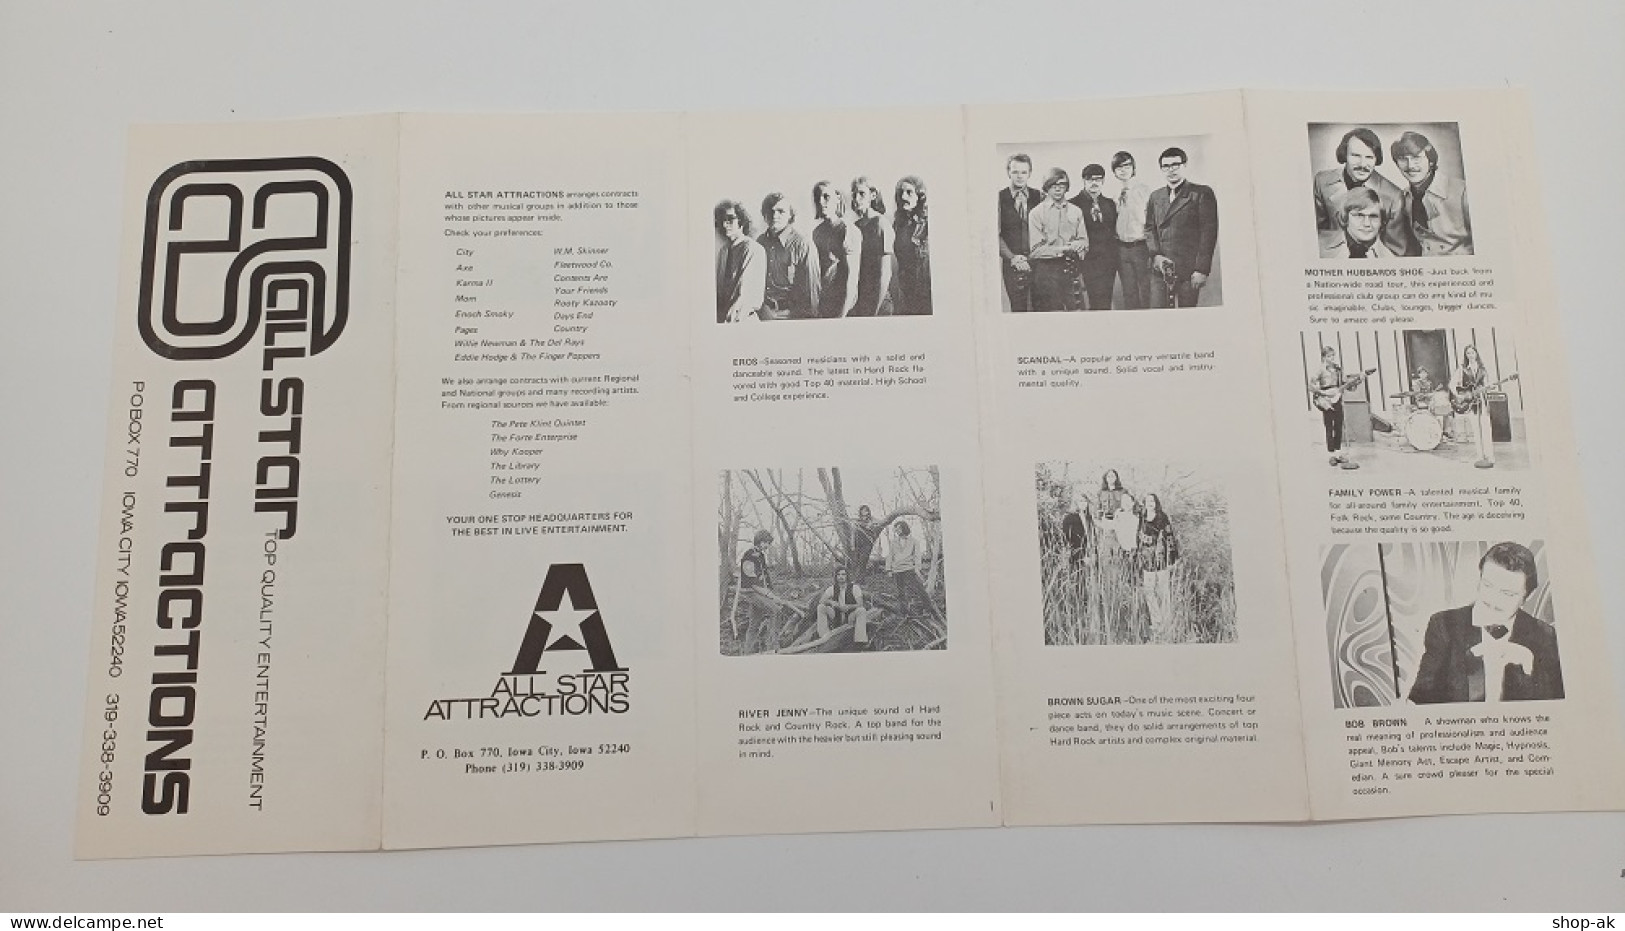 allstar
attractions
TOP QUALITY ENTERTAINMENT
PO BOX 770 IOWA CITY IOWA 52240 319-338-3909
ALL STAR ATTRACTIONS arranges contracts
with other musical groups in addition to those
whose pictures appear inside.
Check your preferences:
City
Axe
Karma II
Mom
Enoch Smoky
Pages
W.M. Skinner
Fleetwood Co.
Contents Are
Your Friends
Rooty Kazooty
Days End
Country
Willie Newman & The Del Rays
Eddie Hodge & The Finger Poppers
We also arrange contracts with current Regional
and National groups and many recording artists.
From regional sources we have available:
The Pete Klint Quintet
The Forte Enterprise
Why Kooper
The Library
The Lottery
Genesis
YOUR ONE STOP HEADQUARTERS FOR
THE BEST IN LIVE ENTERTAINMENT.
A
ALL STAR
ATTRACTIONS
P. O. Box 770, Iowa City, Iowa 52240
Phone (319) 338-3909
EROS—Seasoned musicians with a solid and
danceable sound. The latest in Hard Rock fla-
vored with good Top 40 material. High School
and College experience.
RIVER JENNY—The unique sound of Hard
Rock and Country Rock. A top band for the
audience with the heavier but still pleasing sound
in mind.
SCANDAL—A popular and very versatile band
with a unique sound. Solid vocal and instru-
mental quality.
BROWN SUGAR—One of the most exciting four
piece acts on today's music scene. Concert or
dance band, they do solid arrangements of top
Hard Rock artists and complex original material.
MOTHER HUBBARDS SHOE—Just back from
a Nation-wide road tour, this experienced and
professional club group can do any kind of mu-
sic imaginable. Clubs, lounges, bigger dances.
Sure to amaze and please.
FAMILY POWER—A talented musical family
for all-around family entertainment. Top 40,
Folk Rock, some Country. The age is deceiving
because the quality is so good.
BOB BROWN A showman who knows the
real meaning of professionalism and audience
appeal, Bob's talents include Magic, Hypnosis,
Giant Memory Act, Escape Artist, and Com-
edian. A sure crowd pleaser for the special
occasion.
www.delcampe.net
shop-ak